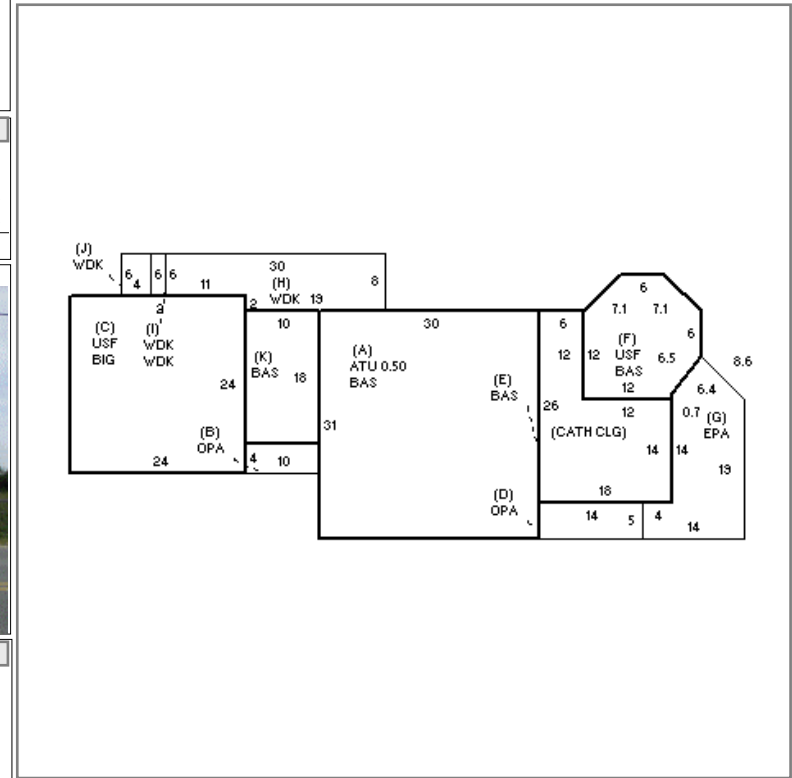 (J)
WDK
6
4
6
6
11
30
(H)
WDK 19
8
2
2
(C)
USF
BIG
(I)
WDK
WDK
24
24
(B)
OPA
4
10
10
(K)
BAS
18
30
(A)
ATU 0.50
BAS
31
(E)
BAS
26
(D)
OPA
6
12
12
6
7.1
7.1
6
(F)
USF
BAS
6.5
12
8.6
6.4
0.7
(G)
EPA
12
(CATH CLG)
14
14
19
18
14
5
4
14